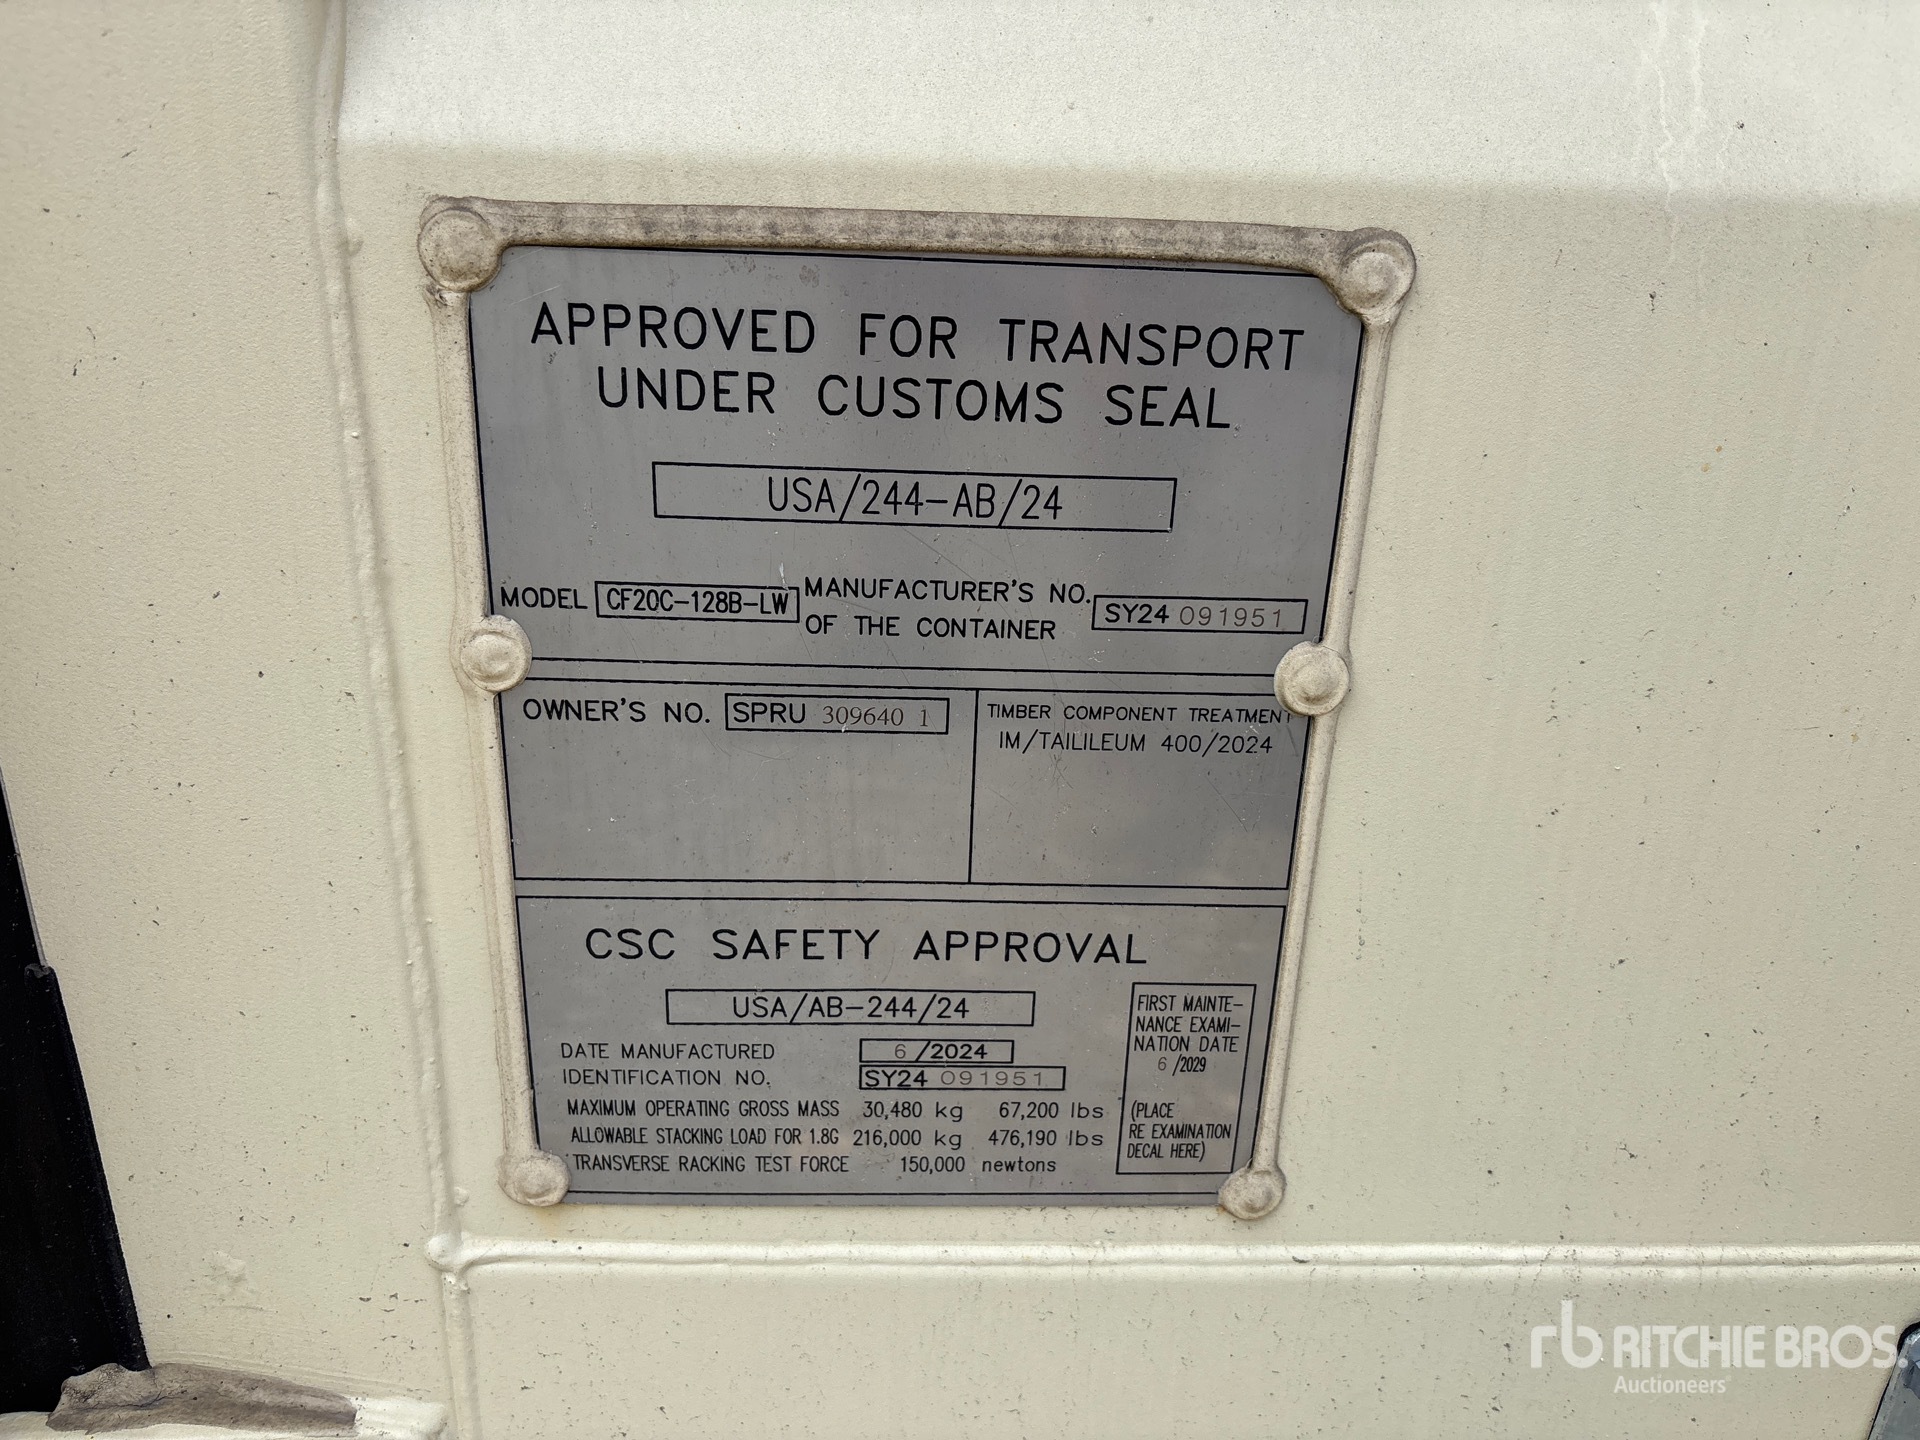 APPROVED FOR TRANSPORT
UNDER CUSTOMS SEAL
USA/244-AB/24
MODEL CF20C-128B-LW MANUFACTURER'S NO. OF THE CONTAINER SY24 091951
OWNER'S NO. SPRU 309640 1
TIMBER COMPONENT TREATMENT
IM/TAILILEUM 400/2024
CSC SAFETY APPROVAL
USA/AB-244/24
DATE MANUFACTURED 6/2024
IDENTIFICATION NO. SY24 091951
MAXIMUM OPERATING GROSS MASS 30,480 kg 67,200 lbs
ALLOWABLE STACKING LOAD FOR 1.8G 216,000 kg 476,190 lbs
TRANSVERSE RACKING TEST FORCE 150,000 newtons
FIRST MAINTE-
NANCE EXAMI-
NATION DATE
6/2029
(PLACE
RE EXAMINATION
DECAL HERE)
rb RITCHIE BROS.
Auctioneers